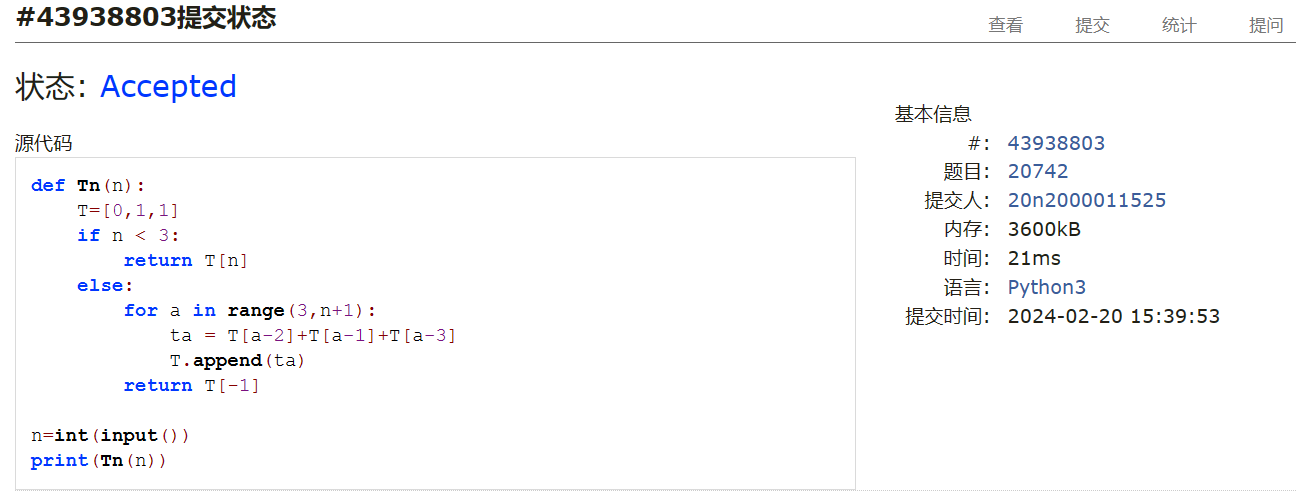 #43938803提交状态
查看 提交 统计 提问
状态: Accepted
源代码
def Tn(n):
    T=[0,1,1]
    if n < 3:
        return T[n]
    else:
        for a in range(3,n+1):
            ta = T[a-2]+T[a-1]+T[a-3]
            T.append(ta)
        return T[-1]

n=int(input())
print(Tn(n))
基本信息
#: 43938803
题目: 20742
提交人: 20n2000011525
内存: 3600kB
时间: 21ms
语言: Python3
提交时间: 2024-02-20 15:39:53